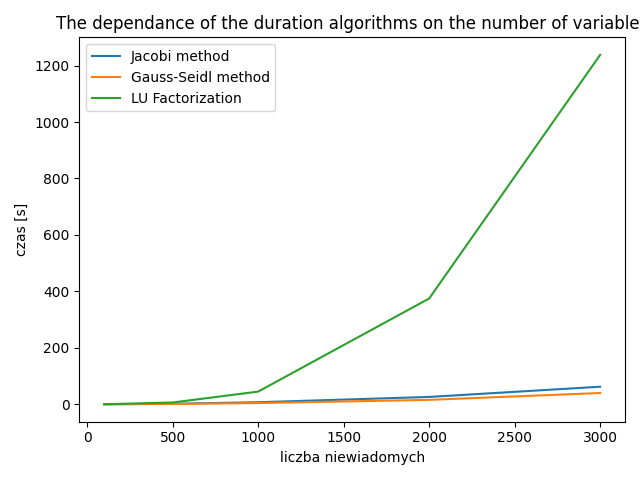 The dependance of the duration algorithms on the number of variable
Jacobi method
Gauss-Seidl method
LU Factorization
czas [s]
1200
1000
800
600
400
200
0
0 500 1000 1500 2000 2500 3000
liczba niewiadomych